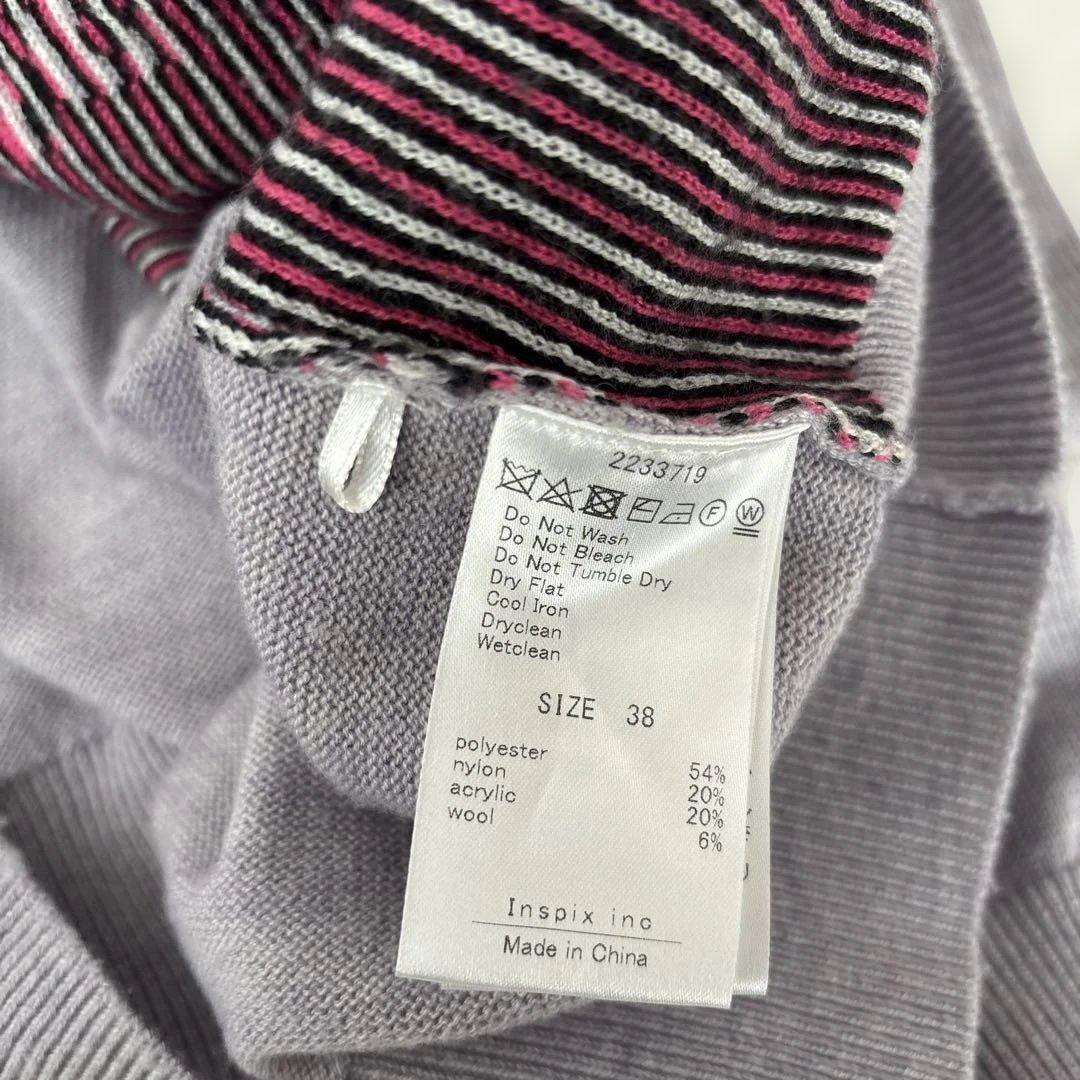 2233719
F W
Do Not Wash
Do Not Bleach
Do Not Tumble Dry
Dry Flat
Cool Iron
Dryclean
Wetclean
SIZE 38
polyester 54%
nylon 20%
acrylic 20%
wool 6%
Inspix inc
Made in China